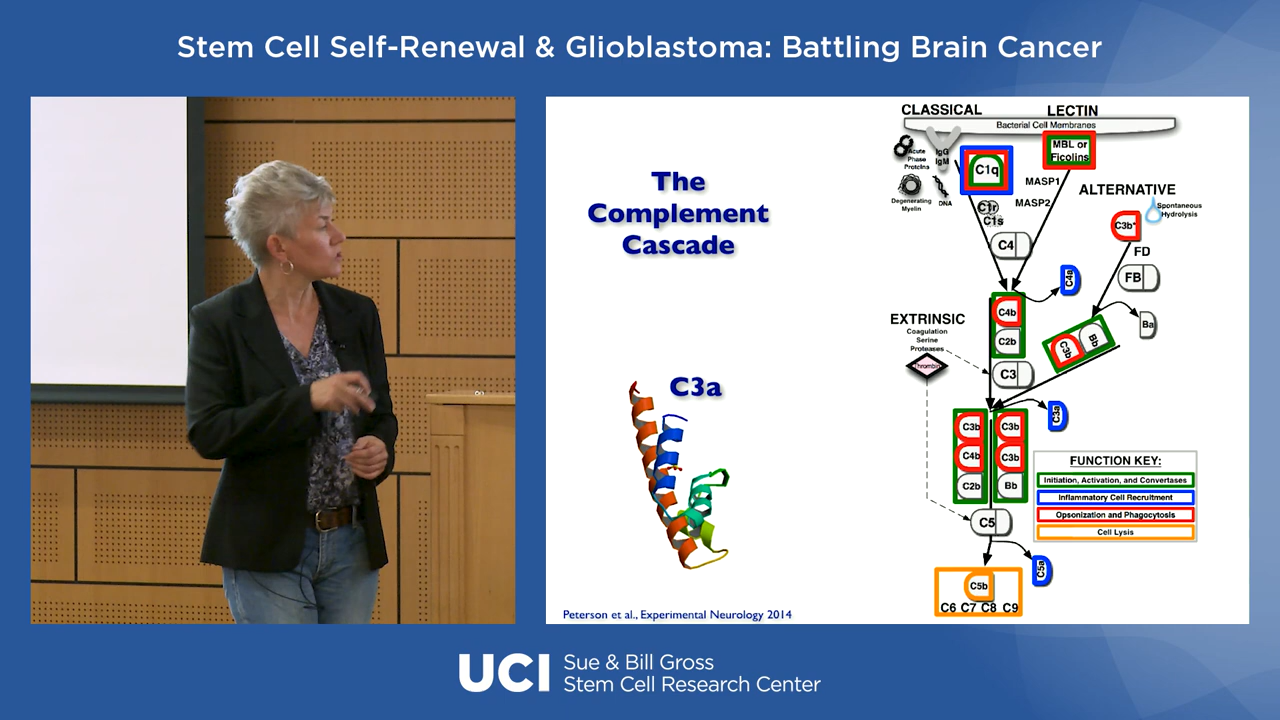 Stem Cell Self-Renewal & Glioblastoma: Battling Brain Cancer
The
Complement
Cascade
C3a
Peterson et al., Experimental Neurology 2014
CLASSICAL
LECTIN
Bacterial Cell Membranes
Acute
Phase
Proteins
IgG
IgM
C1q
MBL or
Ficolins
Degenerating
Myelin
DNA
C1r
C1s
MASP1
MASP2
ALTERNATIVE
Spontaneous
Hydrolysis
C3b*
FD
FB
C4
C4a
C4b
C2b
Ba
C3b
Bb
EXTRINSIC
Coagulation
Serine
Proteases
Thrombin
C3
C3a
C3b
C4b
C2b
C3b
C3b
Bb
C5
C5a
C5b
C6 C7 C8 C9
FUNCTION KEY:
Initiation, Activation, and Convertases
Inflammatory Cell Recruitment
Opsonization and Phagocytosis
Cell Lysis
UCI
Sue & Bill Gross
Stem Cell Research Center